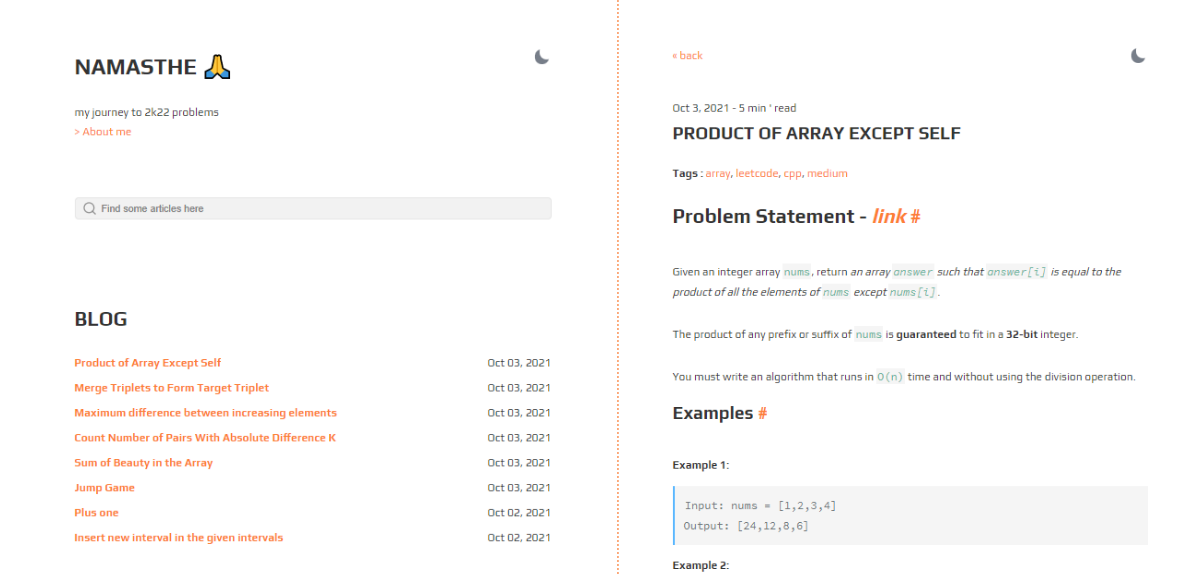 NAMASTHE 🙏
my journey to 2k22 problems
> About me
Find some articles here
BLOG
Product of Array Except Self Oct 03, 2021
Merge Triplets to Form Target Triplet Oct 03, 2021
Maximum difference between increasing elements Oct 03, 2021
Count Number of Pairs With Absolute Difference K Oct 03, 2021
Sum of Beauty in the Array Oct 03, 2021
Jump Game Oct 03, 2021
Plus one Oct 02, 2021
Insert new interval in the given intervals Oct 02, 2021
« back
Oct 3, 2021 - 5 min ' read
PRODUCT OF ARRAY EXCEPT SELF
Tags : array, leetcode, cpp, medium
Problem Statement - link #
Given an integer array nums, return an array answer such that answer[i] is equal to the
product of all the elements of nums except nums[i].
The product of any prefix or suffix of nums is guaranteed to fit in a 32-bit integer.
You must write an algorithm that runs in O(n) time and without using the division operation.
Examples #
Example 1:
Input: nums = [1,2,3,4]
Output: [24,12,8,6]
Example 2: